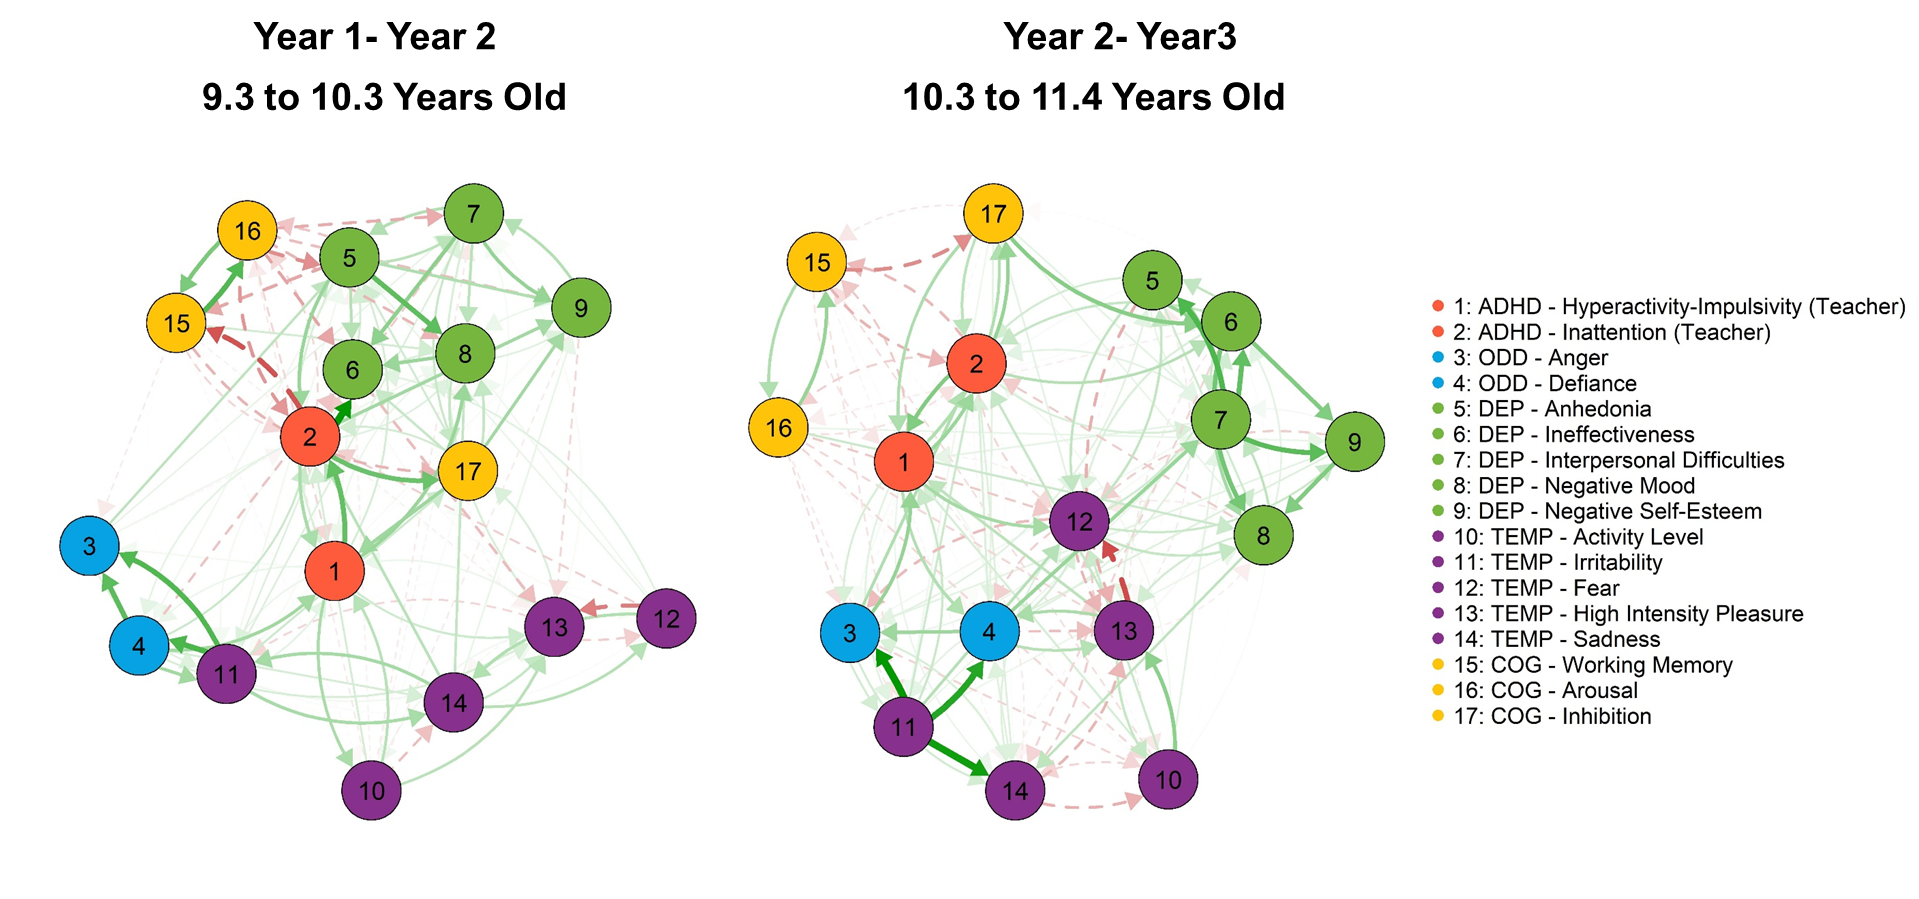 Year 1- Year 2
9.3 to 10.3 Years Old
Year 2- Year3
10.3 to 11.4 Years Old
16
7
5
9
15
8
6
2
17
3
1
4
13
12
11
14
10
17
15
5
6
2
7
16
9
1
12
8
3
4
13
11
14
10
1: ADHD - Hyperactivity-Impulsivity (Teacher)
2: ADHD - Inattention (Teacher)
3: ODD - Anger
4: ODD - Defiance
5: DEP - Anhedonia
6: DEP - Ineffectiveness
7: DEP - Interpersonal Difficulties
8: DEP - Negative Mood
9: DEP - Negative Self-Esteem
10: TEMP - Activity Level
11: TEMP - Irritability
12: TEMP - Fear
13: TEMP - High Intensity Pleasure
14: TEMP - Sadness
15: COG - Working Memory
16: COG - Arousal
17: COG - Inhibition